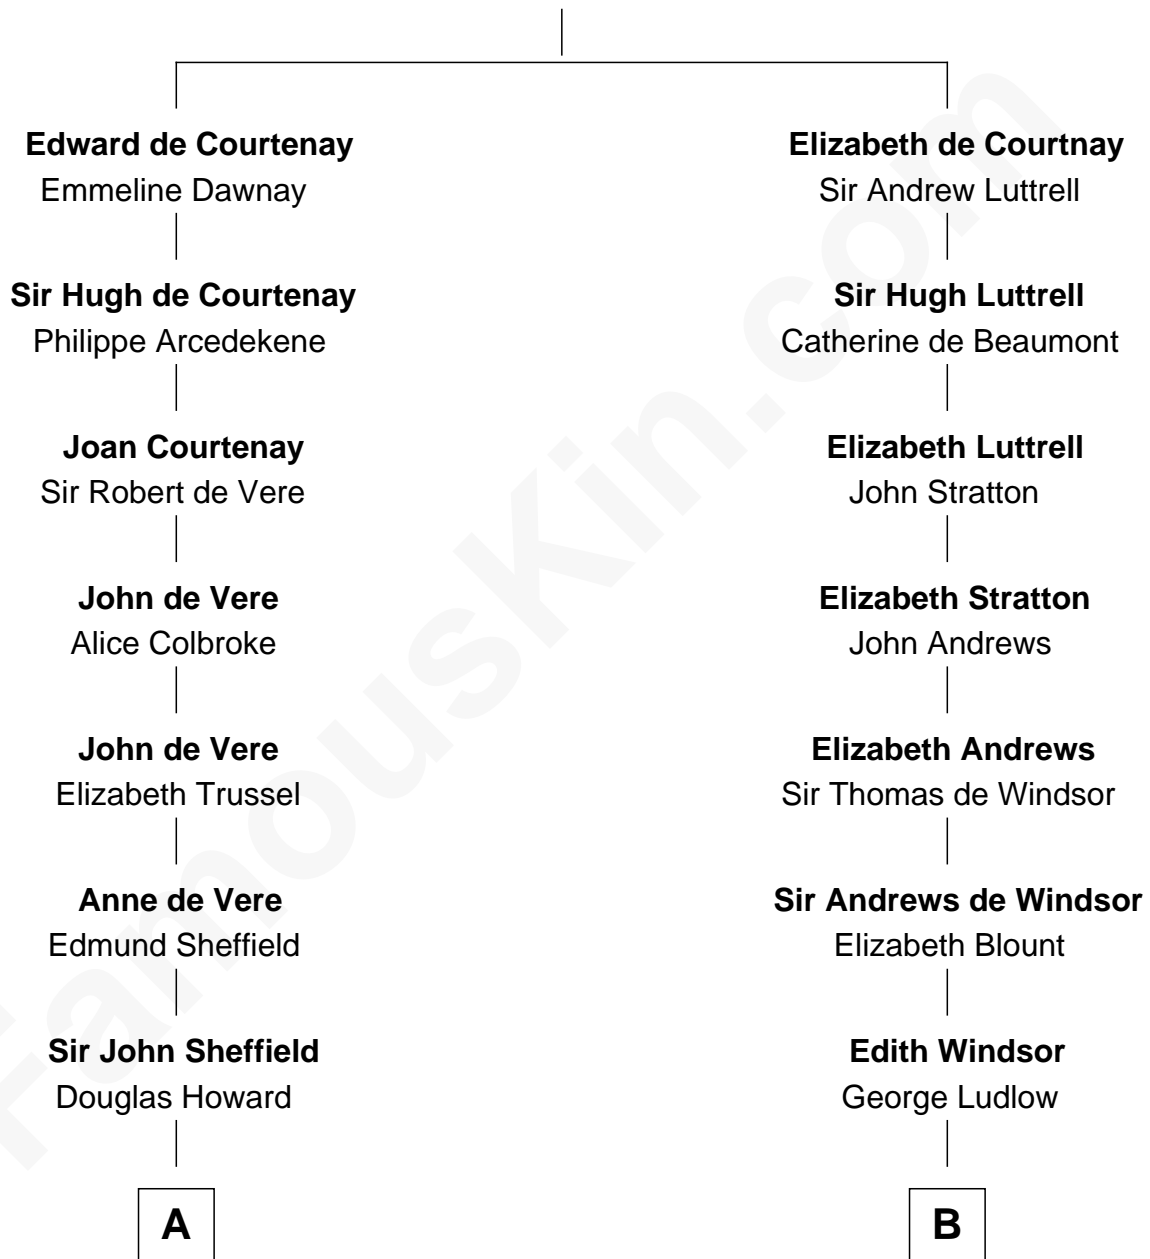 Edward de Courtenay
Emmeline Dawnay
Elizabeth de Courtnay
Sir Andrew Luttrell
Sir Hugh de Courtenay
Philippe Arcedekene
Sir Hugh Luttrell
Catherine de Beaumont
Joan Courtenay
Sir Robert de Vere
Elizabeth Luttrell
John Stratton
John de Vere
Alice Colbroke
Elizabeth Stratton
John Andrews
John de Vere
Elizabeth Trussel
Elizabeth Andrews
Sir Thomas de Windsor
Anne de Vere
Edmund Sheffield
Sir Andrews de Windsor
Elizabeth Blount
Sir John Sheffield
Douglas Howard
Edith Windsor
George Ludlow
A
B
FamousKin.com